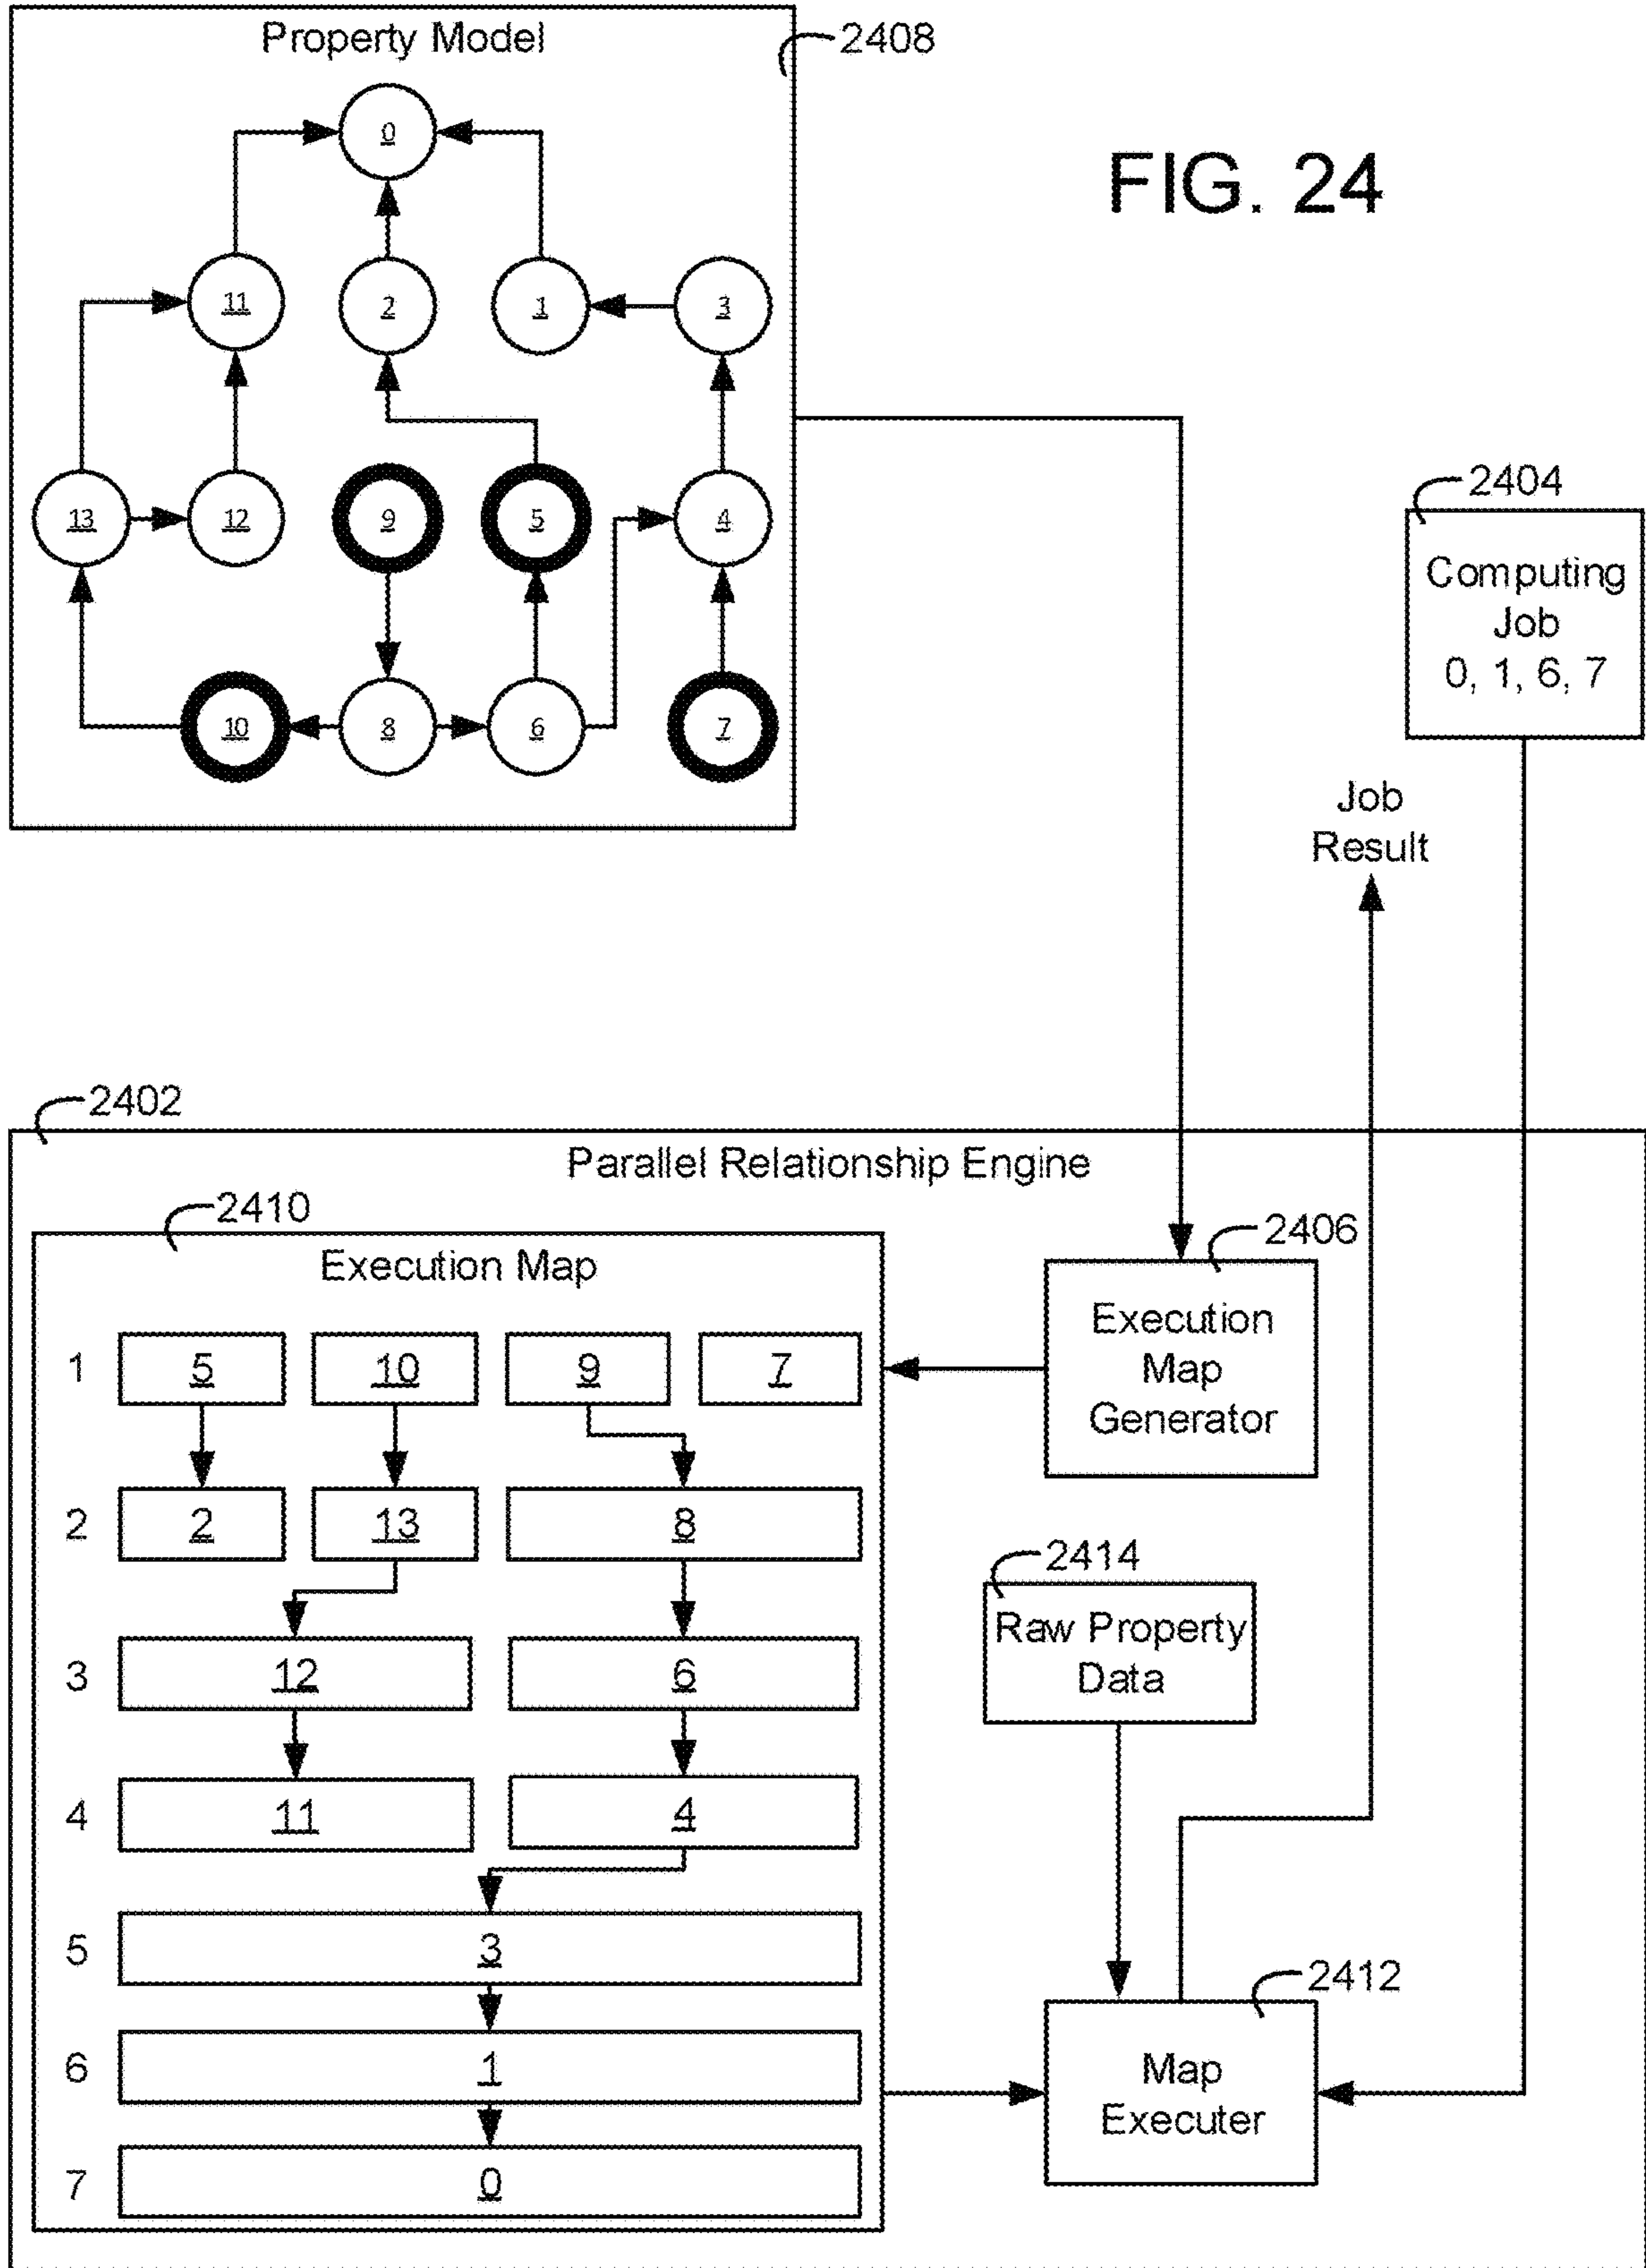 Property Model
2408
0
FIG. 24
11
2
1
3
13
12
9
5
4
10
8
6
7
2404
Computing
Job
0, 1, 6, 7
Job
Result
2402
Parallel Relationship Engine
2410
Execution Map
2406
Execution
Map
Generator
1
5
10
9
7
2
2
13
8
2414
Raw Property
Data
3
12
6
4
11
4
5
3
2412
Map
Executer
6
1
7
0